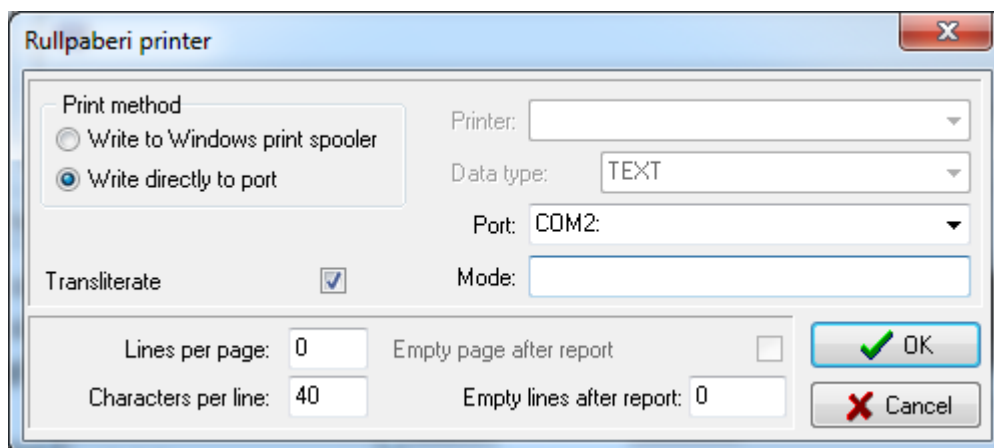 Rullpaberi printer
Print method
Write to Windows print spooler
Write directly to port
Printer:
Data type: TEXT
Port: COM2:
Transliterate
Mode:
Lines per page: 0
Empty page after report
Characters per line: 40
Empty lines after report: 0
OK
Cancel